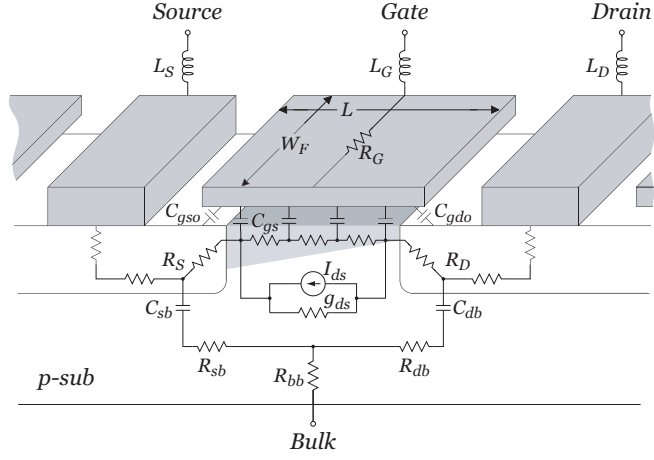 Source Gate Drain
L_S L_G L_D
L
W_F
R_G
C_gso C_gs C_gdo
R_S R_D
I_ds
g_ds
C_sb C_db
R_sb R_bb R_db
p-sub
Bulk